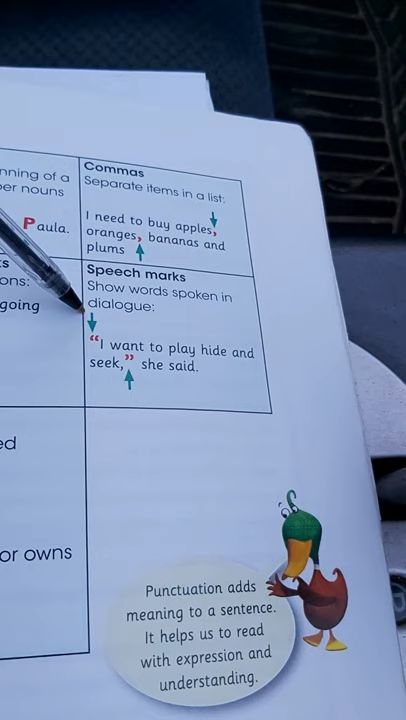 nning of a
per nouns
Paula.
Commas
Separate items in a list:
I need to buy apples,
oranges, bananas and
plums
ons:
going
Speech marks
Show words spoken in
dialogue:
“I want to play hide and
seek,” she said.
ed
or owns
Punctuation adds
meaning to a sentence.
It helps us to read
with expression and
understanding.